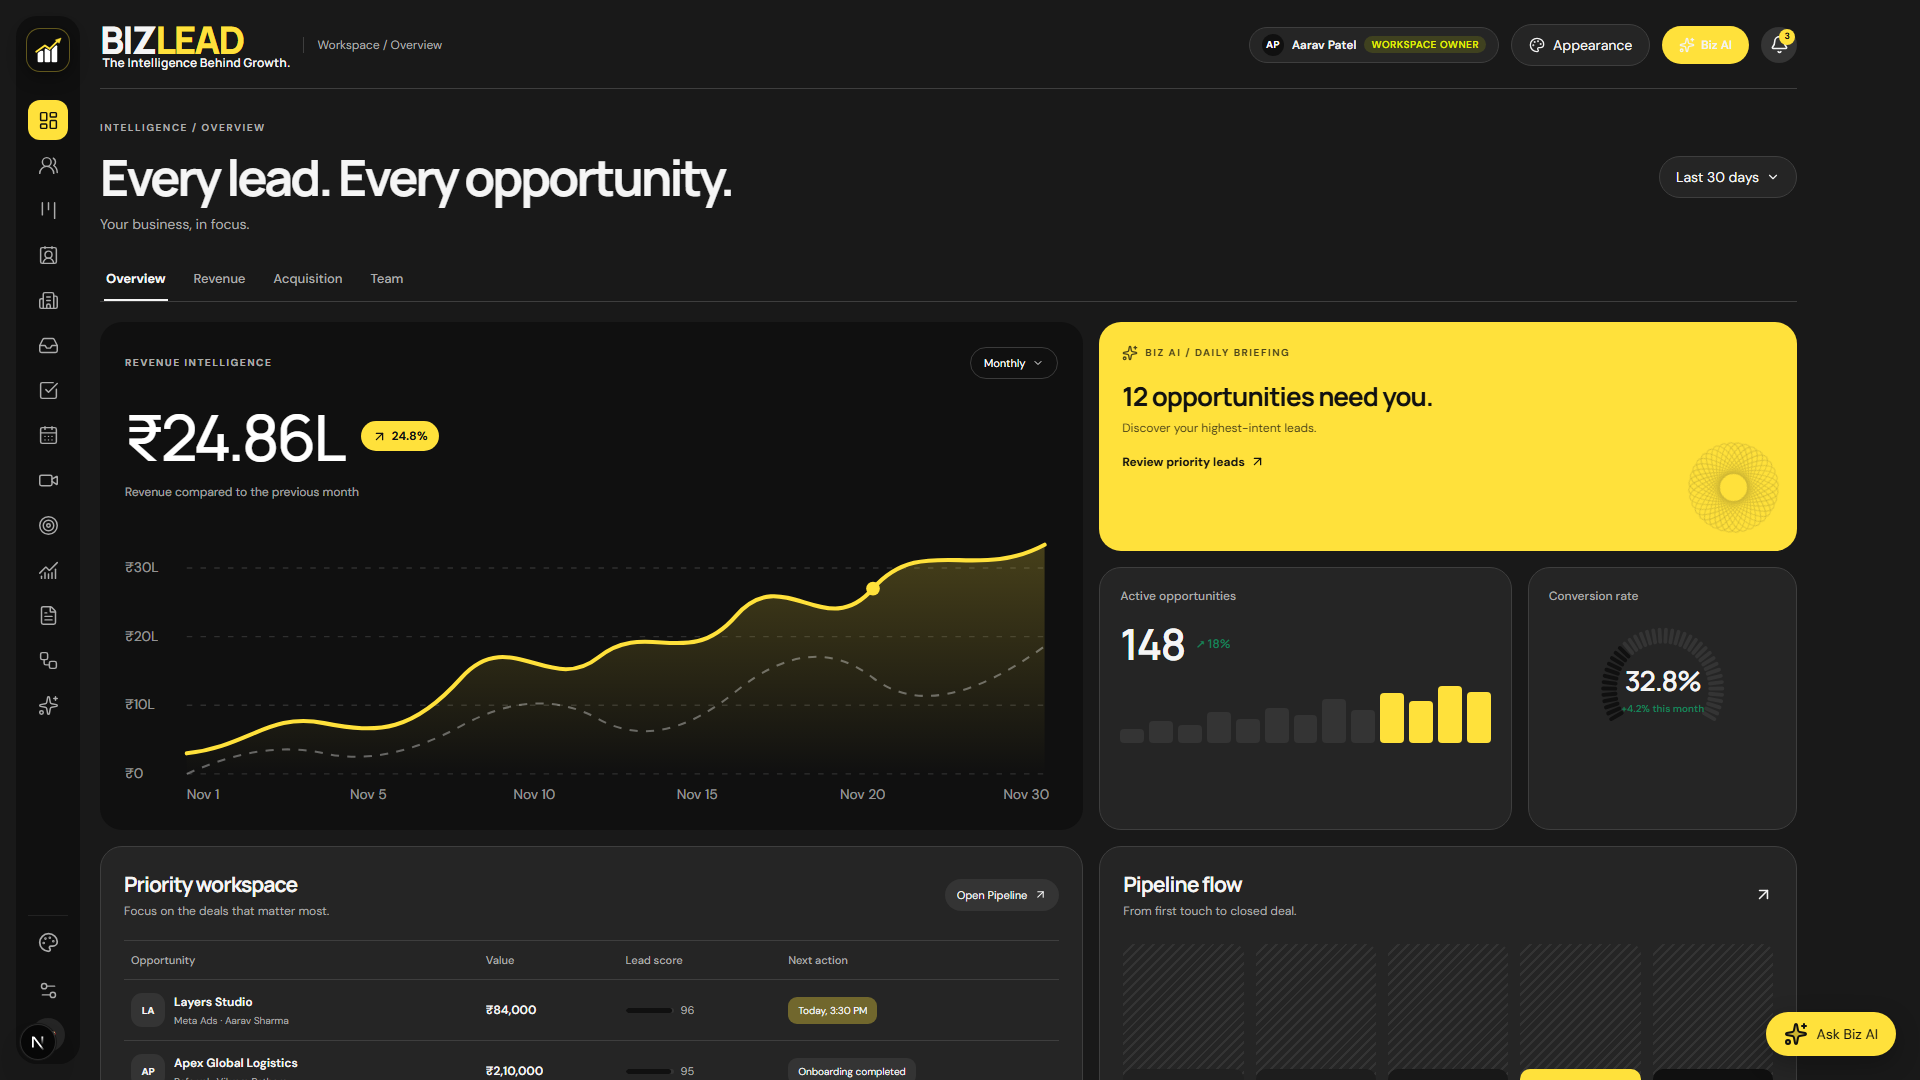 BIZLEAD
The Intelligence Behind Growth.
Workspace / Overview
AP Aarav Patel WORKSPACE OWNER
Appearance
Biz AI
3
INTELLIGENCE / OVERVIEW
Every lead. Every opportunity.
Your business, in focus.
Last 30 days
Overview Revenue Acquisition Team
REVENUE INTELLIGENCE
Monthly
₹24.86L
24.8%
Revenue compared to the previous month
₹30L
₹20L
₹10L
₹0
Nov 1 Nov 5 Nov 10 Nov 15 Nov 20 Nov 30
BIZ AI / DAILY BRIEFING
12 opportunities need you.
Discover your highest-intent leads.
Review priority leads
Active opportunities
148 ↗ 18%
Conversion rate
32.8%
+4.2% this month
Priority workspace
Focus on the deals that matter most.
Open Pipeline
Opportunity Value Lead score Next action
LA Layers Studio ₹84,000 96 Today, 3:30 PM
Meta Ads · Aarav Sharma
AP Apex Global Logistics ₹2,10,000 95 Onboarding completed
Pipeline flow
From first touch to closed deal.
Ask Biz AI
N